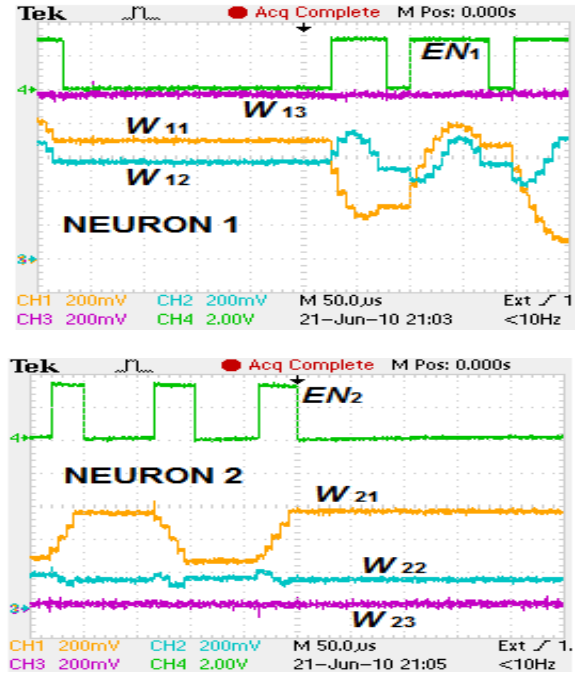 Tek Acq Complete M Pos: 0.000s
EN1
4
W13
W11
W12
NEURON 1
3
CH1 200mV CH2 200mV M 50.0µs Ext ∕ 1
CH3 200mV CH4 2.00V 21-Jun-10 21:03 <10Hz
Tek Acq Complete M Pos: 0.000s
EN2
4
NEURON 2
W21
W22
3
W23
CH1 200mV CH2 200mV M 50.0µs Ext ∕ 1.
CH3 200mV CH4 2.00V 21-Jun-10 21:05 <10Hz